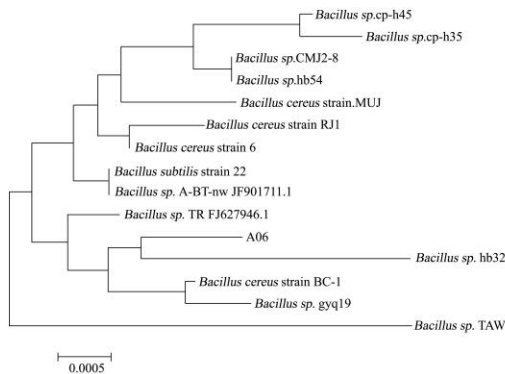 Bacillus sp.cp-h45
Bacillus sp.cp-h35
Bacillus sp.CMJ2-8
Bacillus sp.hb54
Bacillus cereus strain.MUJ
Bacillus cereus strain RJ1
Bacillus cereus strain 6
Bacillus subtilis strain 22
Bacillus sp. A-BT-nw JF901711.1
Bacillus sp. TR FJ627946.1
A06
Bacillus sp. hb32
Bacillus cereus strain BC-1
Bacillus sp. gyq19
Bacillus sp. TAW
0.0005